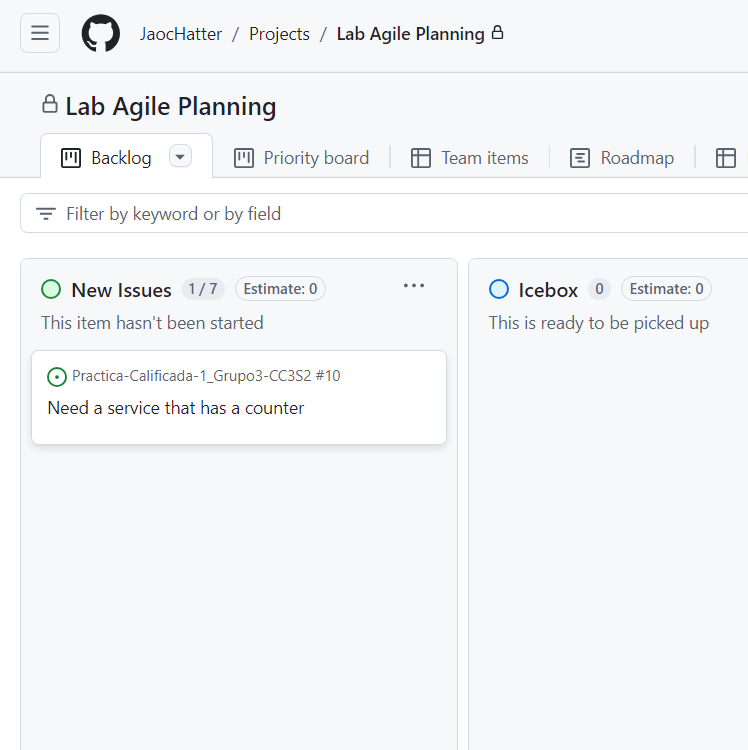 JaocHatter / Projects / Lab Agile Planning
Lab Agile Planning
Backlog Priority board Team items Roadmap
Filter by keyword or by field
New Issues 1 / 7 Estimate: 0
This item hasn't been started
Practica-Calificada-1_Grupo3-CC3S2 #10
Need a service that has a counter
Icebox 0 Estimate: 0
This is ready to be picked up